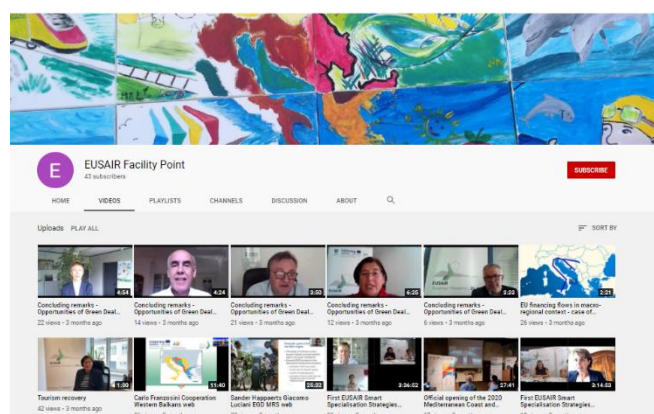 E
EUSAIR Facility Point
43 subscribers
SUBSCRIBE
HOME VIDEOS PLAYLISTS CHANNELS DISCUSSION ABOUT
Uploads PLAY ALL
SORT BY
4:54 4:24 3:50 6:25 2:21
Concluding remarks - Concluding remarks - Concluding remarks - Concluding remarks - Concluding remarks - EU financing flows in macro-
Opportunities of Green Deal... Opportunities of Green Deal... Opportunities of Green Deal... Opportunities of Green Deal... Opportunities of Green Deal... regional context - case of...
22 views • 3 months ago 14 views • 3 months ago 21 views • 3 months ago 12 views • 3 months ago 6 views • 3 months ago 26 views • 3 months ago
11:40 25:32 3:36:52 27:41 3:14:53
Tourism recovery Carlo Franzosini Cooperation Sander Happaerts Giacomo First EUSAIR Smart Official opening of the 2020 First EUSAIR Smart
Western Balkans web Luciani EGD MRS web Specialisation Strategies... Mediterranean Coast and... Specialisation Strategies...
42 views • 3 months ago